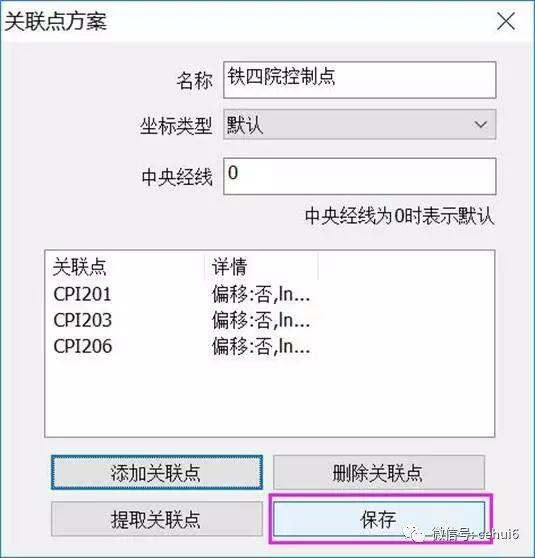 关联点方案
名称 铁四院控制点
坐标类型 默认
中央经线 0
中央经线为0时表示默认
关联点 详情
CPI201 偏移:否,ln...
CPI203 偏移:否,ln...
CPI206 偏移:否,ln...
添加关联点 删除关联点
提取关联点 保存
微信号: cehui6